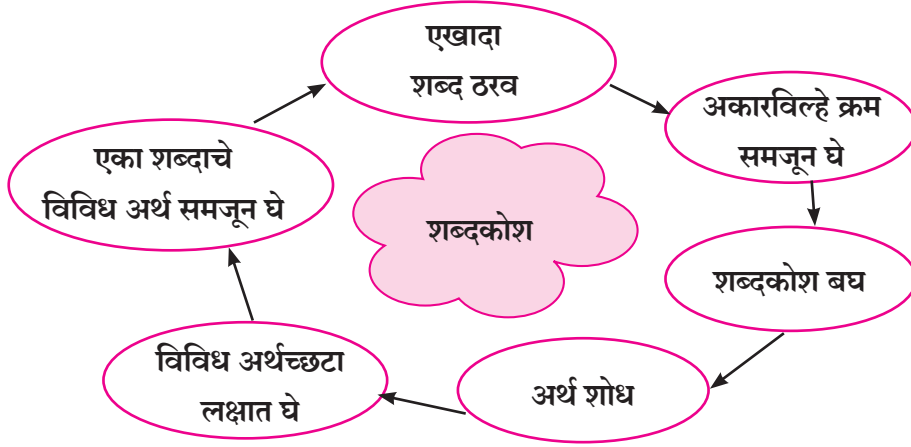 एखादा
शब्द ठरव
अकारविल्हे क्रम
समजून घे
शब्दकोश बघ
अर्थ शोध
विविध अर्थच्छटा
लक्षात घे
एका शब्दाचे
विविध अर्थ समजून घे
शब्दकोश